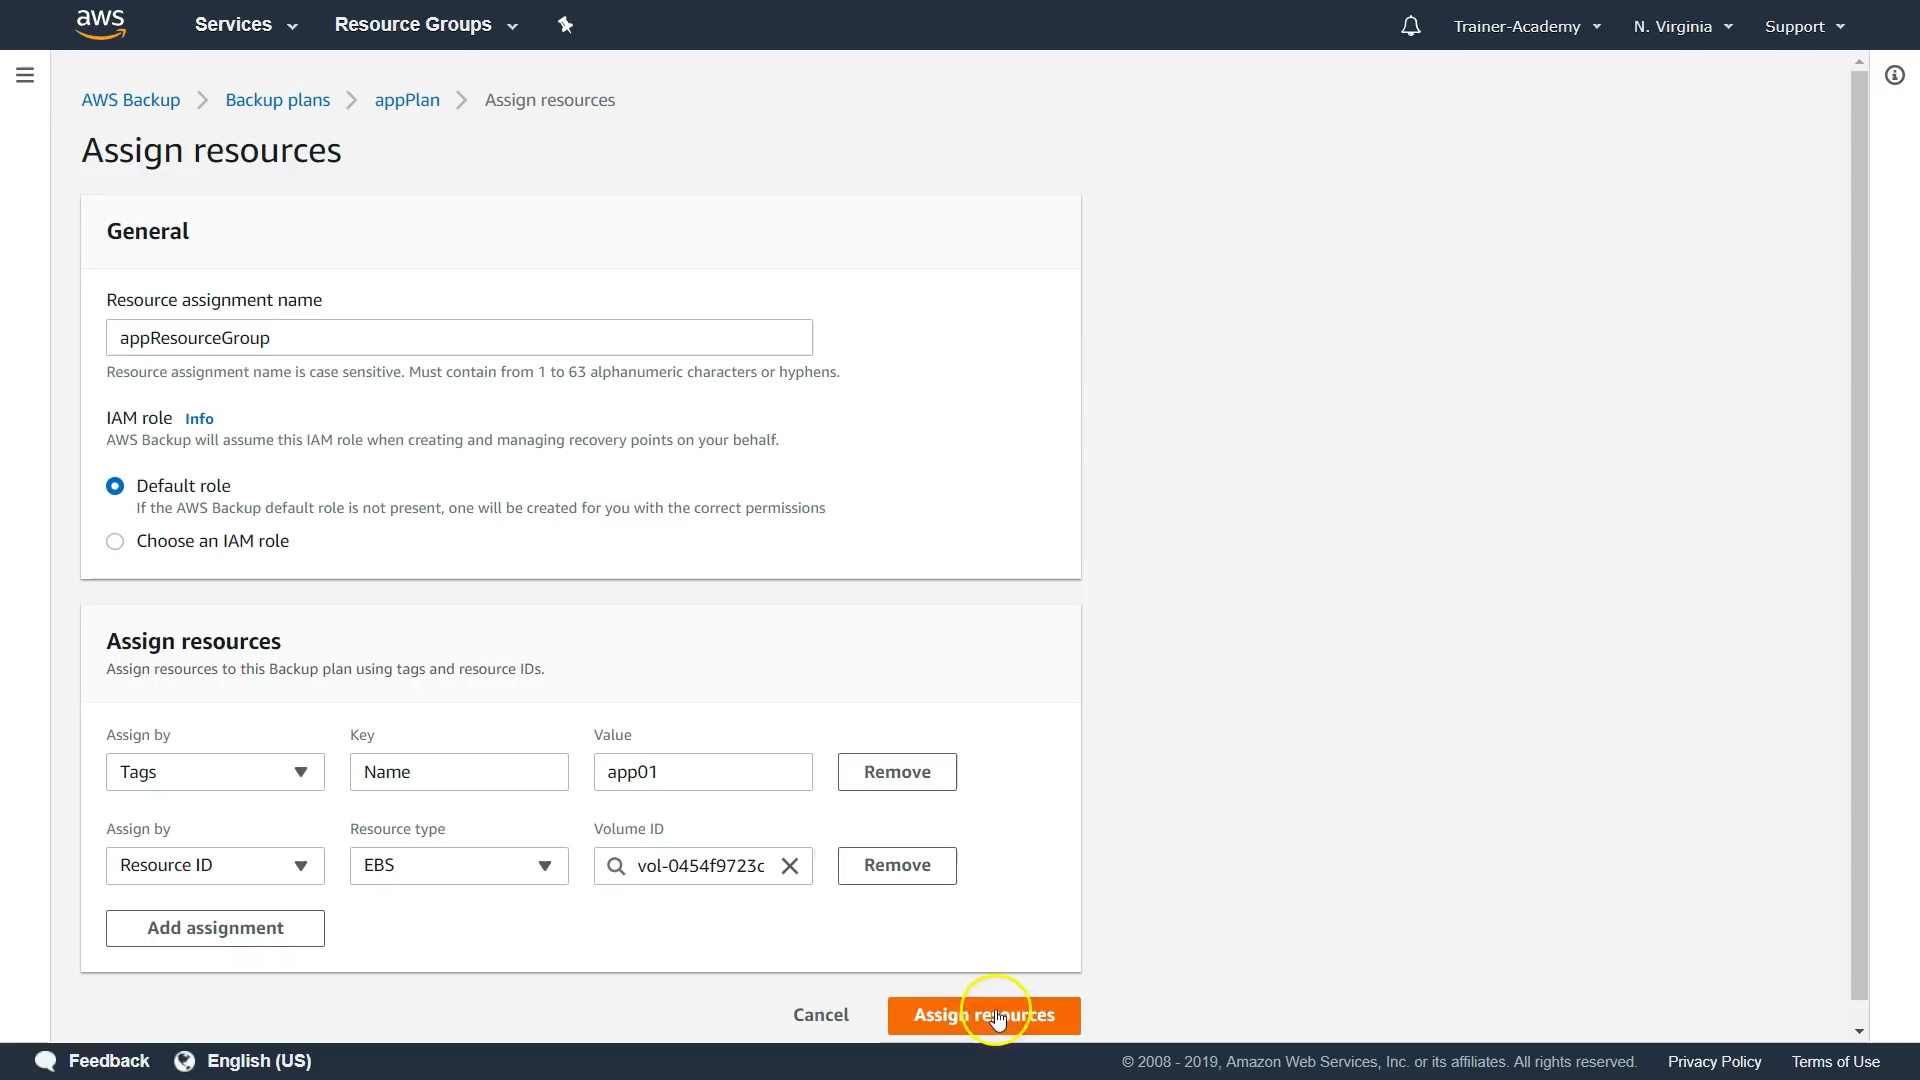 aws Services Resource Groups Trainer-Academy N. Virginia Support
AWS Backup Backup plans appPlan Assign resources
Assign resources
General
Resource assignment name
appResourceGroup
Resource assignment name is case sensitive. Must contain from 1 to 63 alphanumeric characters or hyphens.
IAM role Info
AWS Backup will assume this IAM role when creating and managing recovery points on your behalf.
Default role
If the AWS Backup default role is not present, one will be created for you with the correct permissions
Choose an IAM role
Assign resources
Assign resources to this Backup plan using tags and resource IDs.
Assign by Key Value
Tags Name app01 Remove
Assign by Resource type Volume ID
Resource ID EBS vol-0454f9723c Remove
Add assignment
Cancel Assign resources
Feedback English (US) © 2008 - 2019, Amazon Web Services, Inc. or its affiliates. All rights reserved. Privacy Policy Terms of Use